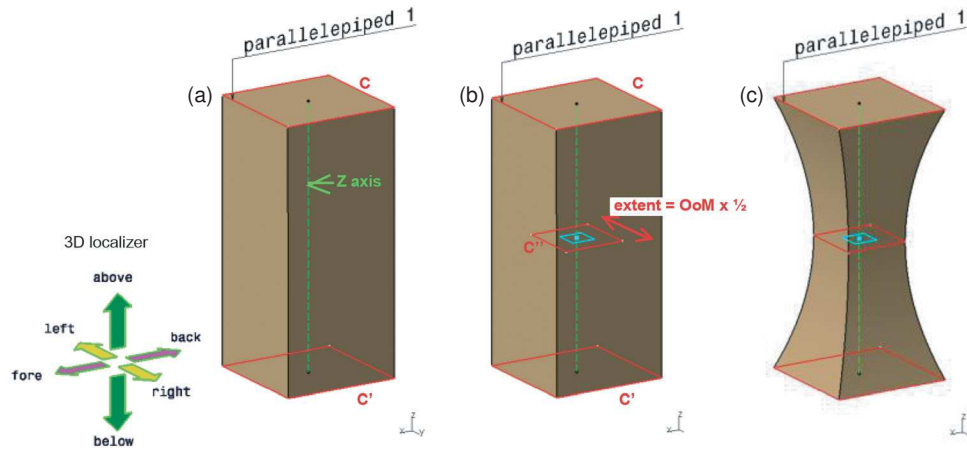 parallelepiped 1
(a)
C
Z axis
C'
parallelepiped 1
(b)
C
extent = OoM x ½
C''
C'
parallelepiped 1
(c)
3D localizer
above
left
back
fore
right
below
z
x
Y
z
x
z
x